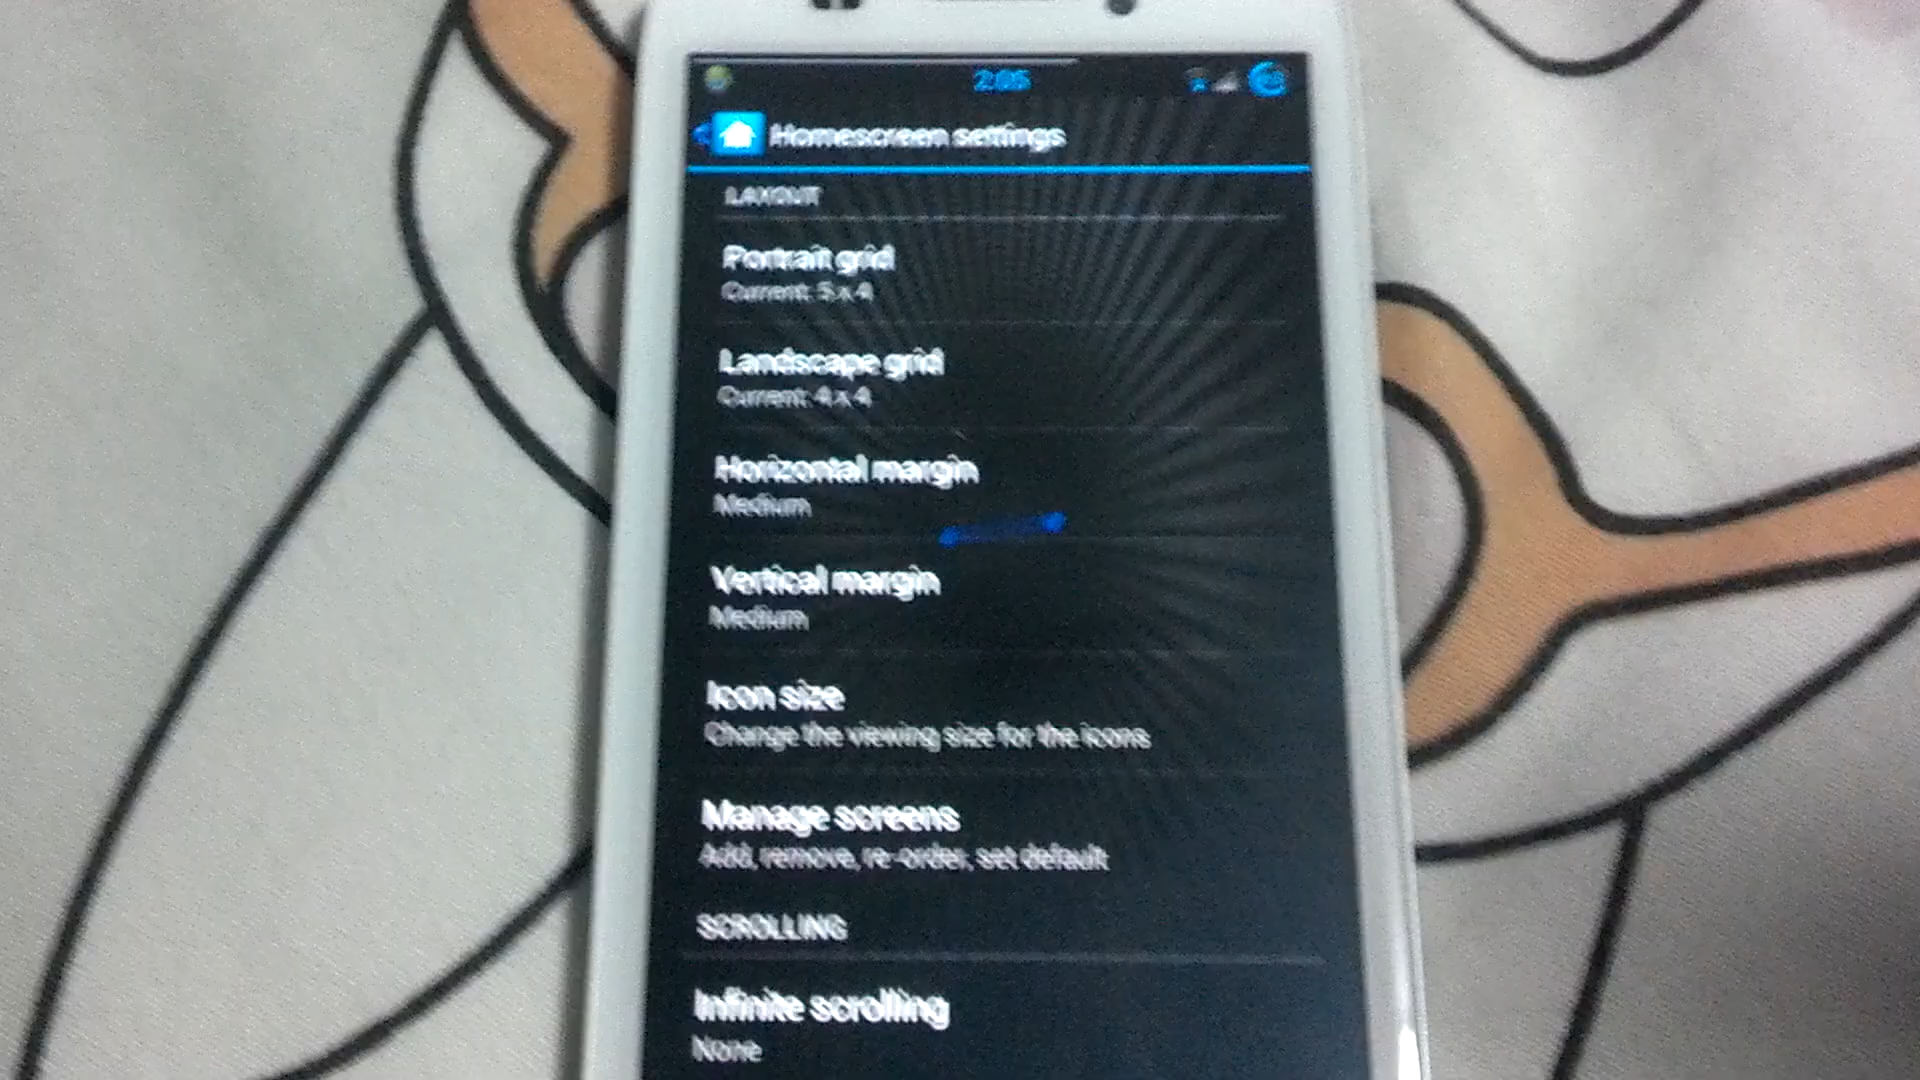 2:05
Homescreen settings
LAYOUT
Portrait grid
Current: 5 x 4
Landscape grid
Current: 4 x 4
Horizontal margin
Medium
Vertical margin
Medium
Icon size
Change the viewing size for the icons
Manage screens
Add, remove, re-order, set default
SCROLLING
Infinite scrolling
None